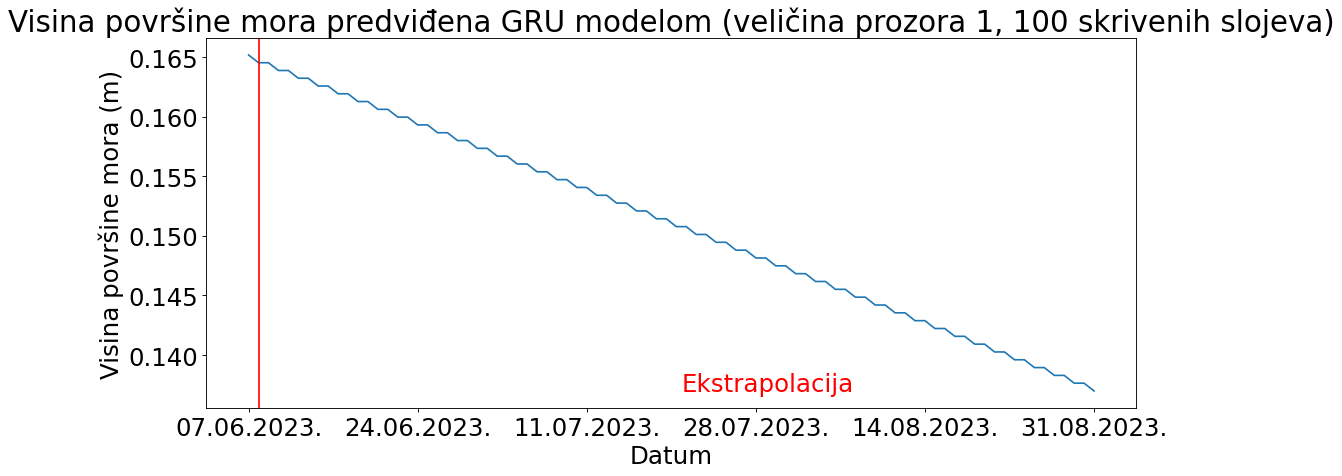 Visina površine mora predviđena GRU modelom (veličina prozora 1, 100 skrivenih slojeva)
Visina površine mora (m)
0.165
0.160
0.155
0.150
0.145
0.140
Ekstrapolacija
07.06.2023. 24.06.2023. 11.07.2023. 28.07.2023. 14.08.2023. 31.08.2023.
Datum